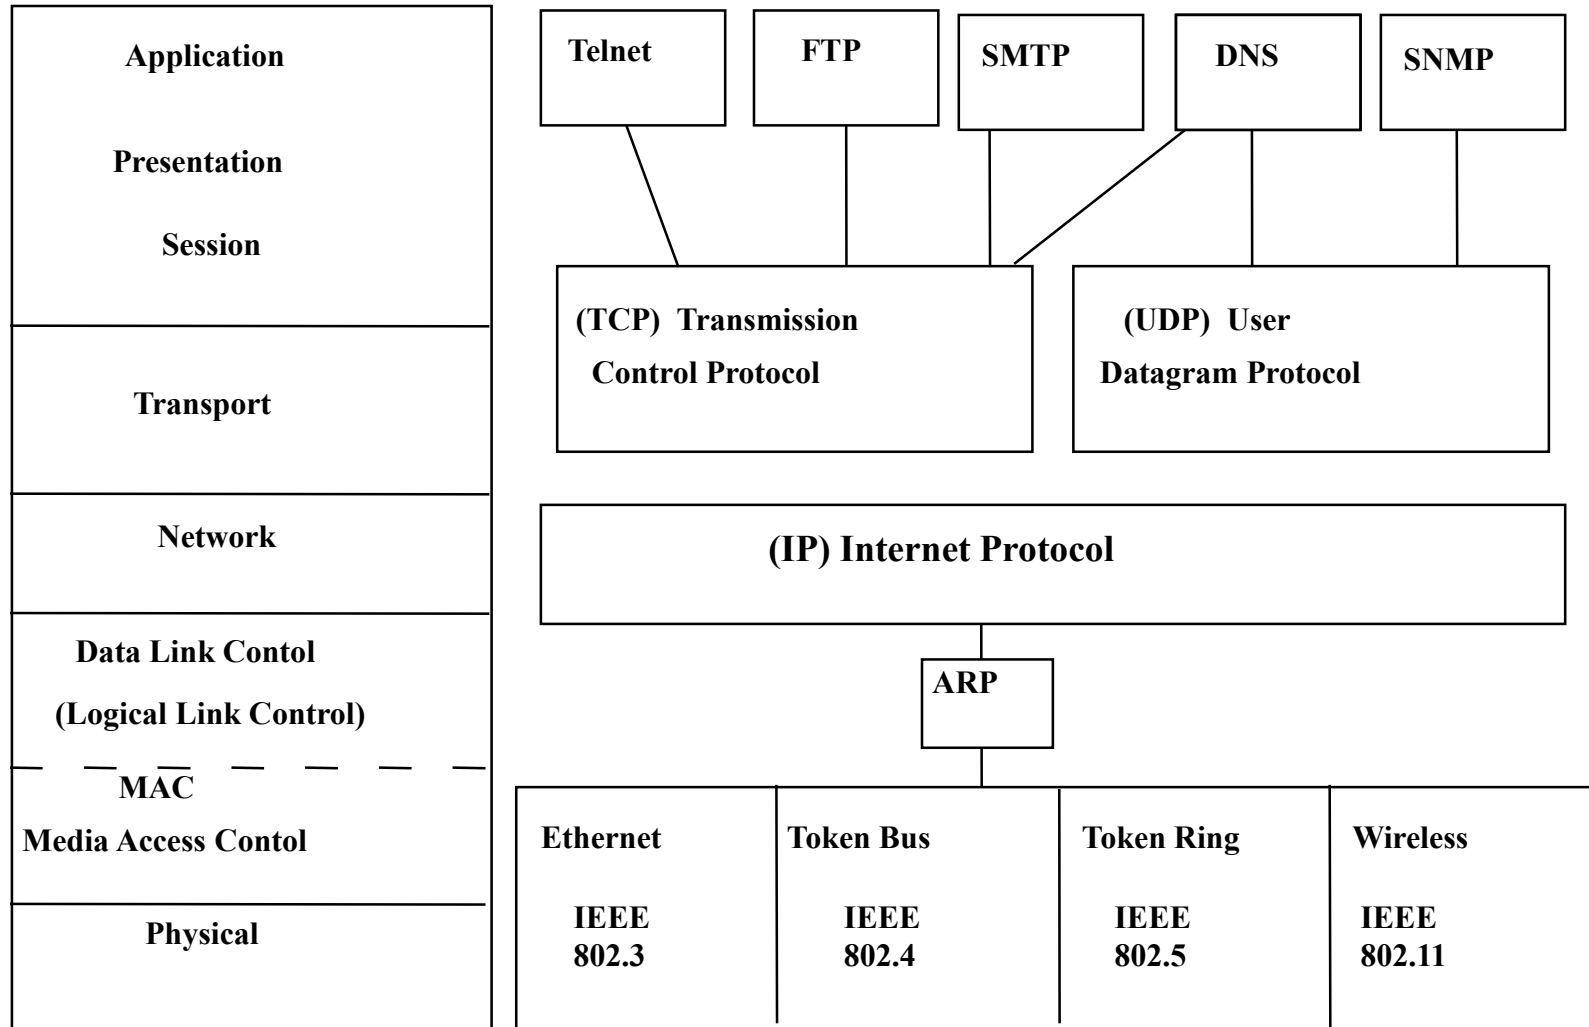 Application
Presentation
Session
Transport
Network
Data Link Contol
(Logical Link Control)
MAC
Media Access Contol
Physical
Telnet
FTP
SMTP
DNS
SNMP
(TCP) Transmission
Control Protocol
(UDP) User
Datagram Protocol
(IP) Internet Protocol
ARP
Ethernet
IEEE
802.3
Token Bus
IEEE
802.4
Token Ring
IEEE
802.5
Wireless
IEEE
802.11